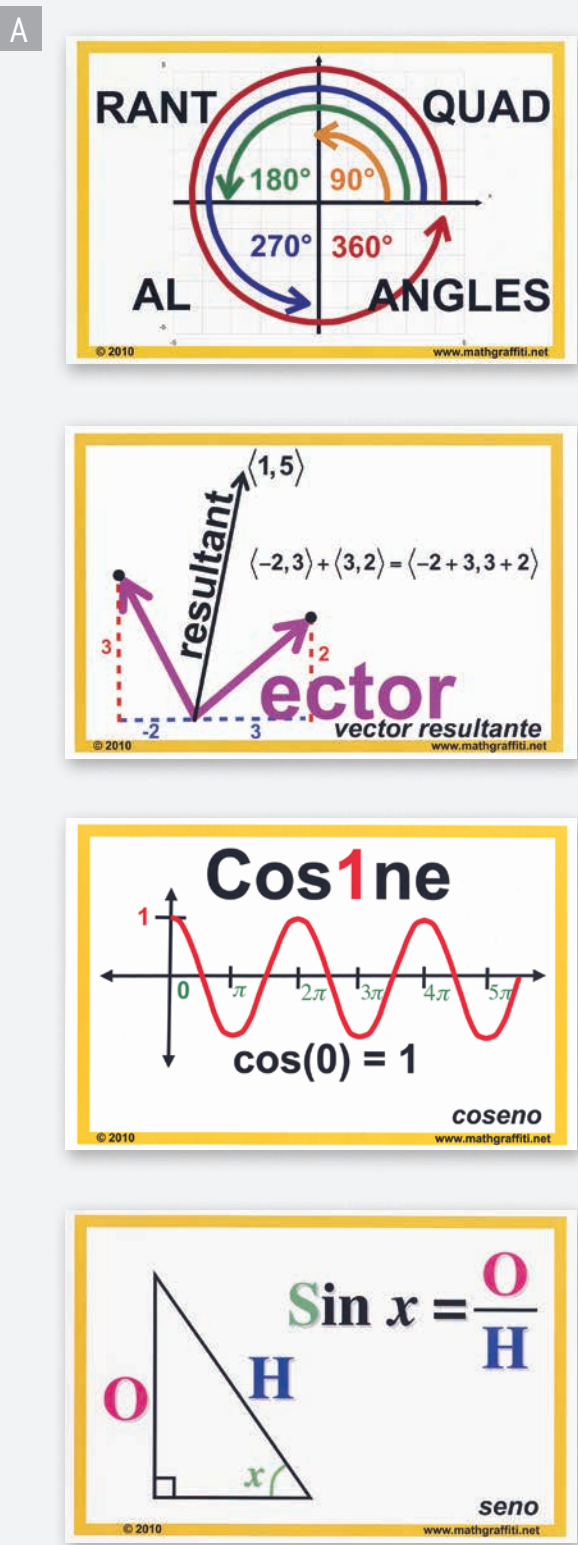 A
RANT QUAD
180° 90°
270° 360°
AL ANGLES
© 2010 www.mathgraffiti.net
⟨1,5⟩
resultant
⟨−2,3⟩+⟨3,2⟩=⟨−2+3,3+2⟩
3
2
ector
-2 3
vector resultante
© 2010 www.mathgraffiti.net
Cos1ne
1
0 π 2π 3π 4π 5π
cos(0) = 1
coseno
© 2010 www.mathgraffiti.net
Sin x = O/H
O H
x
seno
© 2010 www.mathgraffiti.net